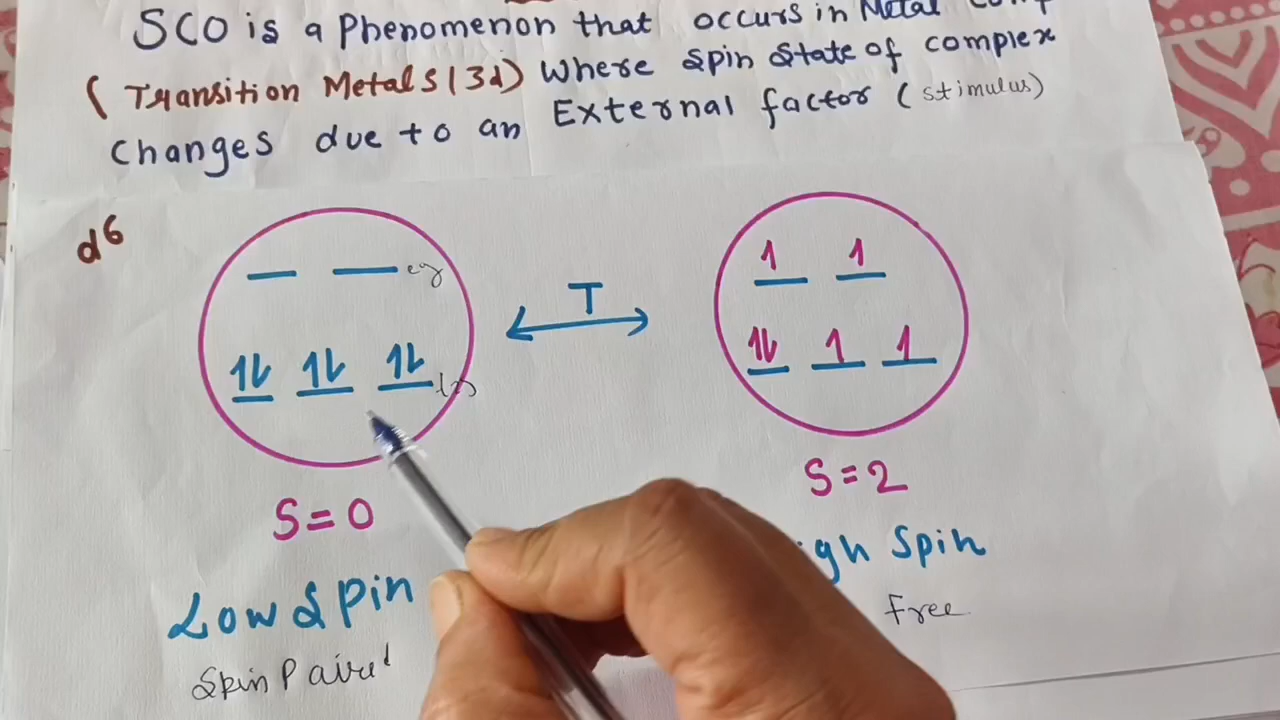 SCO is a Phenomenon that occurs in Metal
(Transition Metals (3d) Where Spin State of complex
changes due to an External factor (stimulus)
d6
eg
T
1 1
1L 1L 1L
1L 1 1
S=0
S=2
Low Spin
Spin
Spin Paired
Free